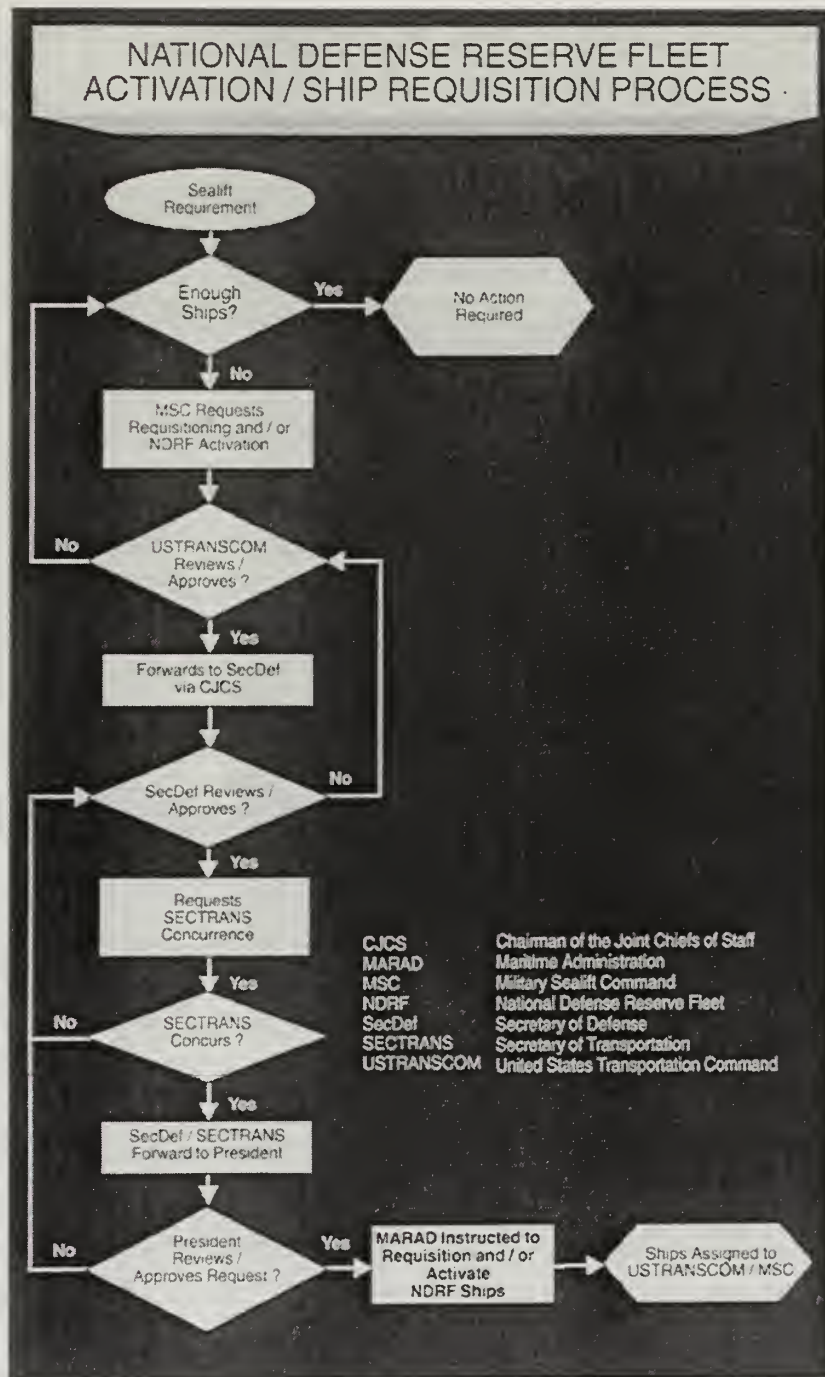 NATIONAL DEFENSE RESERVE FLEET
ACTIVATION / SHIP REQUISITION PROCESS
Sealift
Requirement
Enough
Ships?
Yes
No Action
Required
No
MSC Requests
Requisitioning and / or
NDRF Activation
No
USTRANSCOM
Reviews /
Approves ?
Yes
Forwards to SecDef
via CJCS
SecDef Reviews /
Approves ?
No
Yes
Requests
SECTRANS
Concurrence
Yes
CJCS Chairman of the Joint Chiefs of Staff
MARAD Maritime Administration
MSC Military Sealift Command
NDRF National Defense Reserve Fleet
SecDef Secretary of Defense
SECTRANS Secretary of Transportation
USTRANSCOM United States Transportation Command
No
SECTRANS
Concurs ?
Yes
SecDef / SECTRANS
Forward to President
No
President
Reviews /
Approves Request ?
Yes
MARAD Instructed to
Requisition and / or
Activate
NDRF Ships
Ships Assigned to
USTRANSCOM / MSC